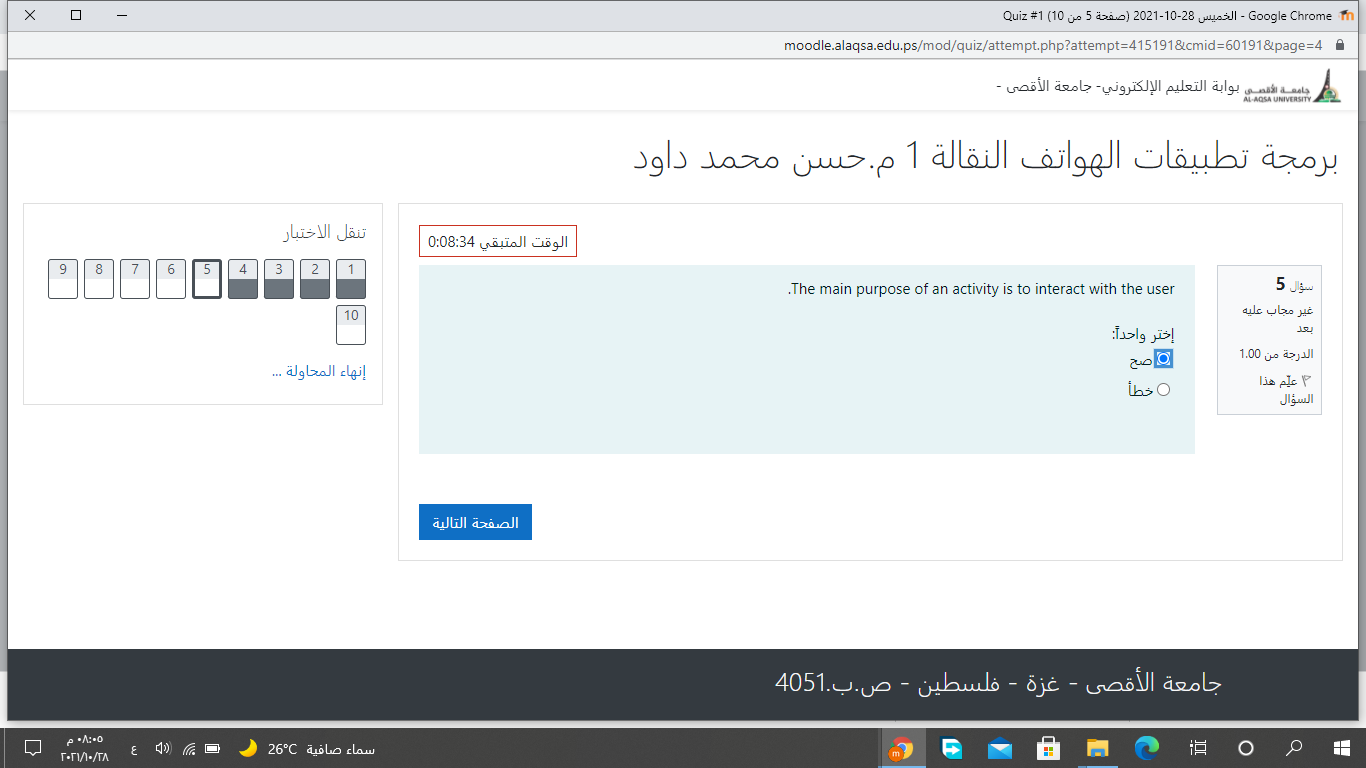 Quiz #1 (صفحة 5 من 10) الخميس 28-10-2021 - Google Chrome
moodle.alaqsa.edu.ps/mod/quiz/attempt.php?attempt=415191&cmid=60191&page=4
جامعة الأقصى
AL-AQSA UNIVERSITY
بوابة التعليم الإلكتروني- جامعة الأقصى -
برمجة تطبيقات الهواتف النقالة 1 م.حسن محمد داود
سؤال 5
غير مجاب عليه
بعد
الدرجة من 1.00
علّم هذا
السؤال
الوقت المتبقي 0:08:34
The main purpose of an activity is to interact with the user.
إختر واحداً:
صح
خطأ
الصفحة التالية
تنقل الاختبار
1 2 3 4 5 6 7 8 9
10
إنهاء المحاولة ...
جامعة الأقصى - غزة - فلسطين - ص.ب.4051
سماء صافية 26°C
ع
٠٨:٠٥ م
٢٠٢١/١٠/٢٨